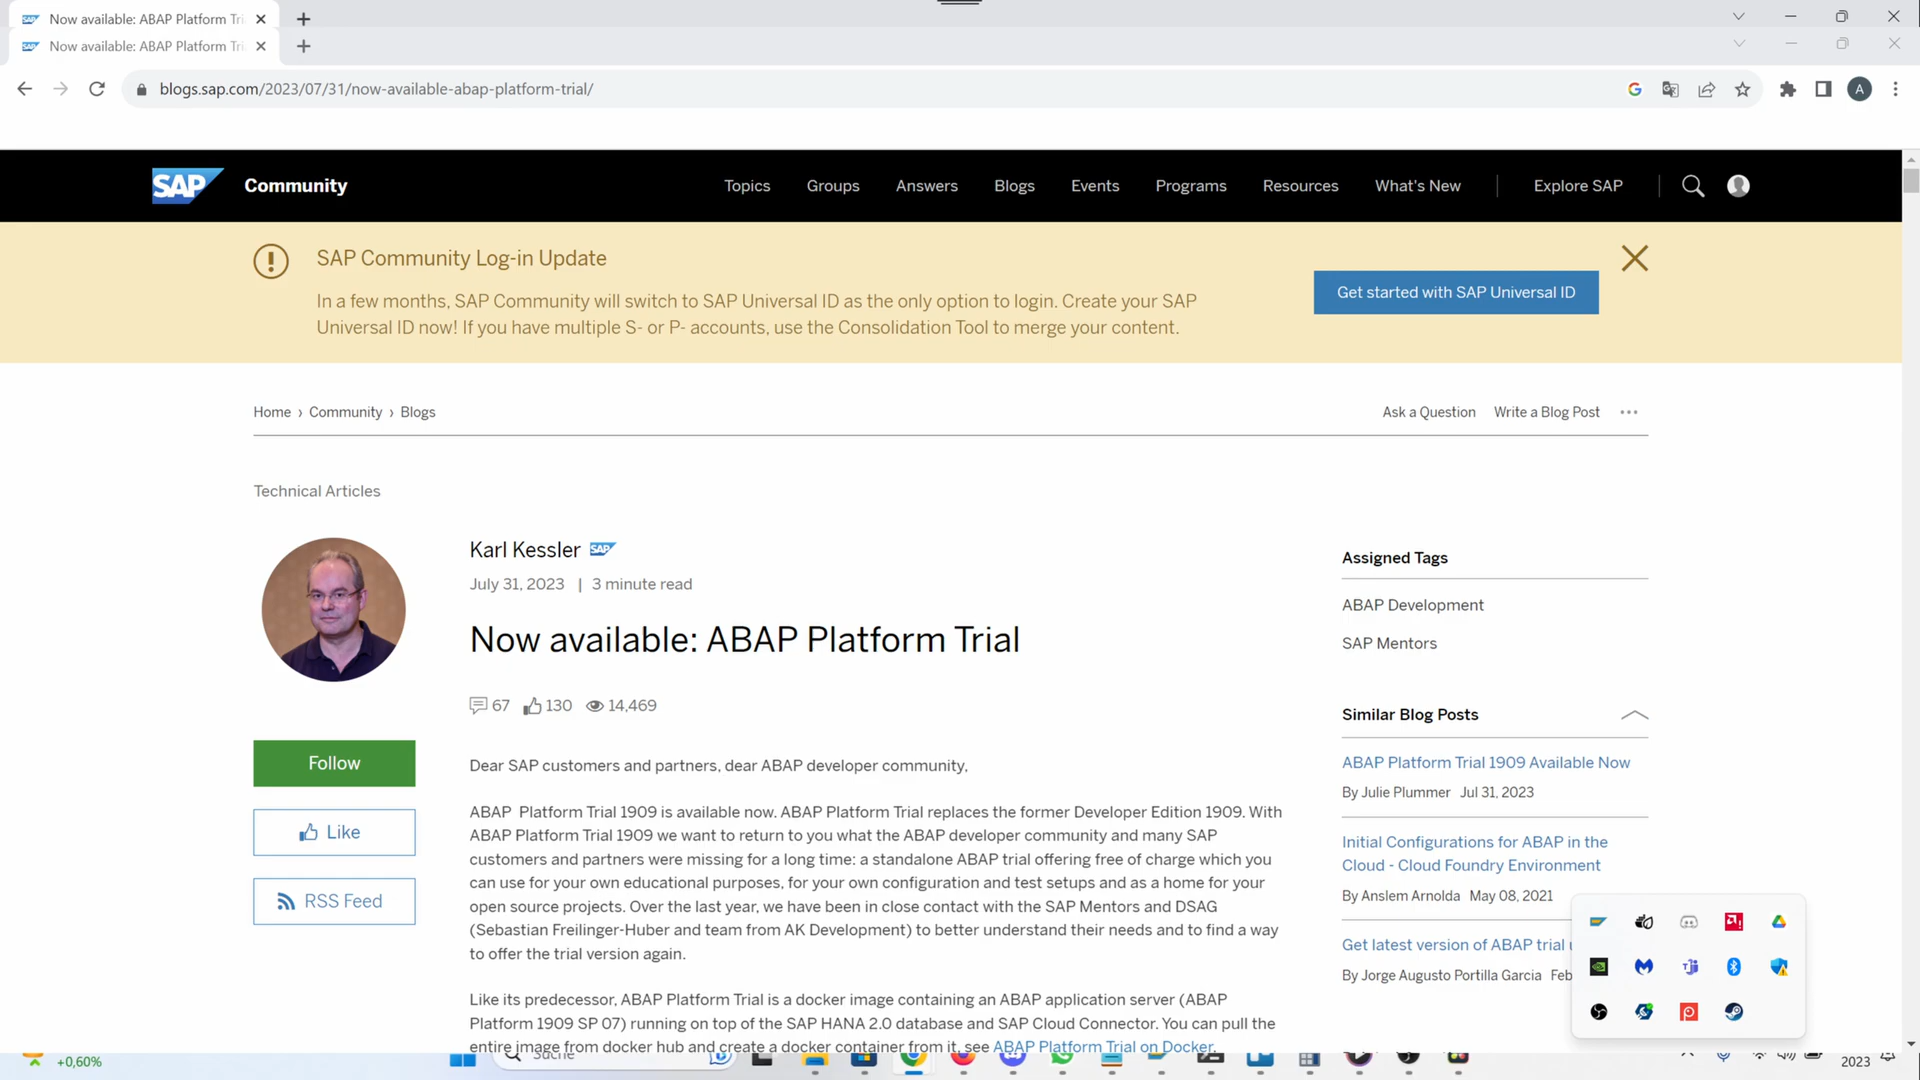 Now available: ABAP Platform Tri
Now available: ABAP Platform Tri
blogs.sap.com/2023/07/31/now-available-abap-platform-trial/
A
SAP Community
Topics Groups Answers Blogs Events Programs Resources What's New Explore SAP
SAP Community Log-in Update
In a few months, SAP Community will switch to SAP Universal ID as the only option to login. Create your SAP
Universal ID now! If you have multiple S- or P- accounts, use the Consolidation Tool to merge your content.
Get started with SAP Universal ID
Home › Community › Blogs
Ask a Question Write a Blog Post ...
Technical Articles
Karl Kessler SAP
July 31, 2023 | 3 minute read
Now available: ABAP Platform Trial
67 130 14,469
Follow
Like
RSS Feed
Dear SAP customers and partners, dear ABAP developer community,
ABAP Platform Trial 1909 is available now. ABAP Platform Trial replaces the former Developer Edition 1909. With
ABAP Platform Trial 1909 we want to return to you what the ABAP developer community and many SAP
customers and partners were missing for a long time: a standalone ABAP trial offering free of charge which you
can use for your own educational purposes, for your own configuration and test setups and as a home for your
open source projects. Over the last year, we have been in close contact with the SAP Mentors and DSAG
(Sebastian Freilinger-Huber and team from AK Development) to better understand their needs and to find a way
to offer the trial version again.
Like its predecessor, ABAP Platform Trial is a docker image containing an ABAP application server (ABAP
Platform 1909 SP 07) running on top of the SAP HANA 2.0 database and SAP Cloud Connector. You can pull the
entire image from docker hub and create a docker container from it, see ABAP Platform Trial on Docker.
Assigned Tags
ABAP Development
SAP Mentors
Similar Blog Posts
ABAP Platform Trial 1909 Available Now
By Julie Plummer Jul 31, 2023
Initial Configurations for ABAP in the
Cloud - Cloud Foundry Environment
By Anslem Arnolda May 08, 2021
Get latest version of ABAP trial u
By Jorge Augusto Portilla Garcia Feb
+0,60%
Suche
2023